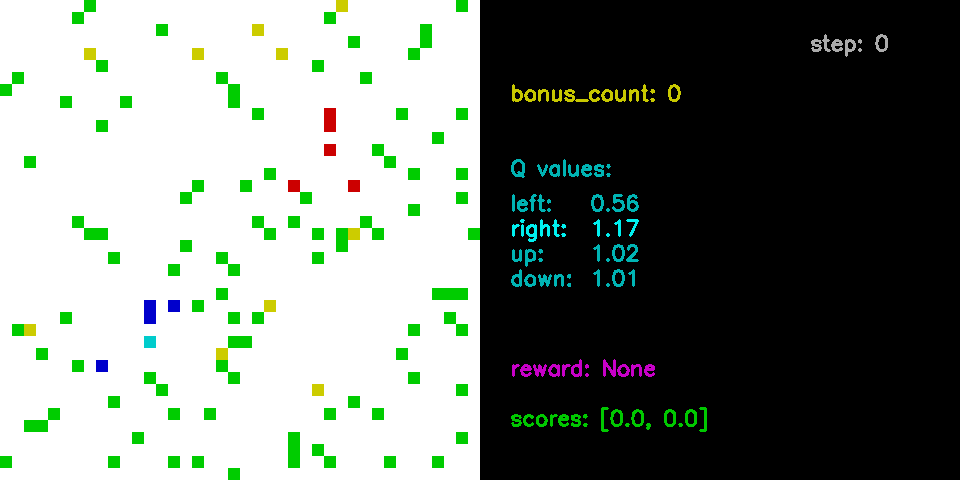 step: 0
bonus_count: 0
Q values:
left: 0.56
right: 1.17
up: 1.02
down: 1.01
reward: None
scores: [0.0, 0.0]